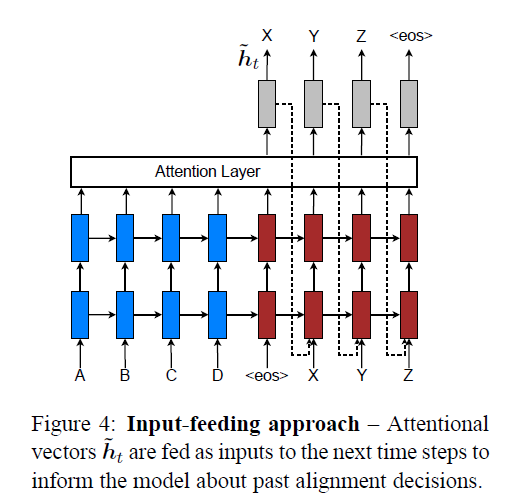 X Y Z <eos>
h̃t
Attention Layer
A B C D <eos> X Y Z
Figure 4: Input-feeding approach – Attentional
vectors h̃t are fed as inputs to the next time steps to
inform the model about past alignment decisions.